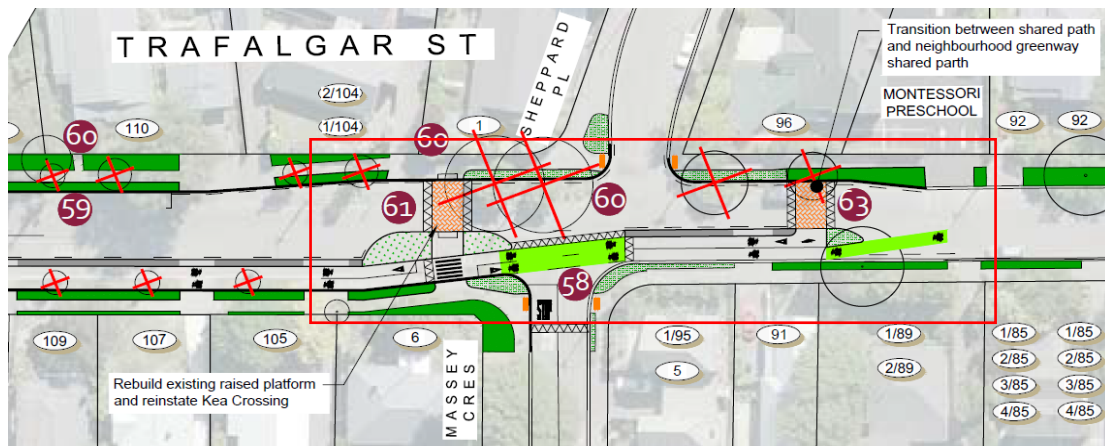 TRAFALGAR ST
SHEPPARD
PL
Transition betrween shared path
and neighbourhood greenway
shared parth
MONTESSORI
PRESCHOOL
60
110
2/104
1/104
60
1
96
92
92
59
61
60
63
58
109
107
105
6
MASSEY
CRES
1/95
5
91
1/89
2/89
1/85
2/85
3/85
4/85
1/85
2/85
3/85
4/85
Rebuild existing raised platform
and reinstate Kea Crossing